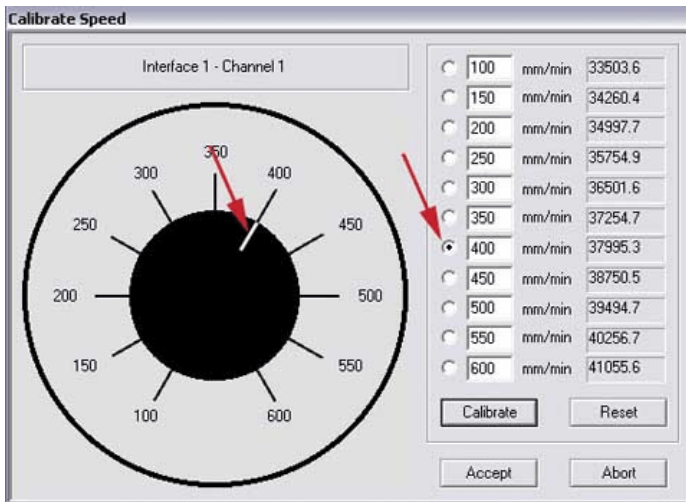 Calibrate Speed
Interface 1 - Channel 1
350
300
400
250
450
200
500
150
550
100
600
100 mm/min 33503.6
150 mm/min 34260.4
200 mm/min 34997.7
250 mm/min 35754.9
300 mm/min 36501.6
350 mm/min 37254.7
400 mm/min 37995.3
450 mm/min 38750.5
500 mm/min 39494.7
550 mm/min 40256.7
600 mm/min 41055.6
Calibrate Reset
Accept Abort